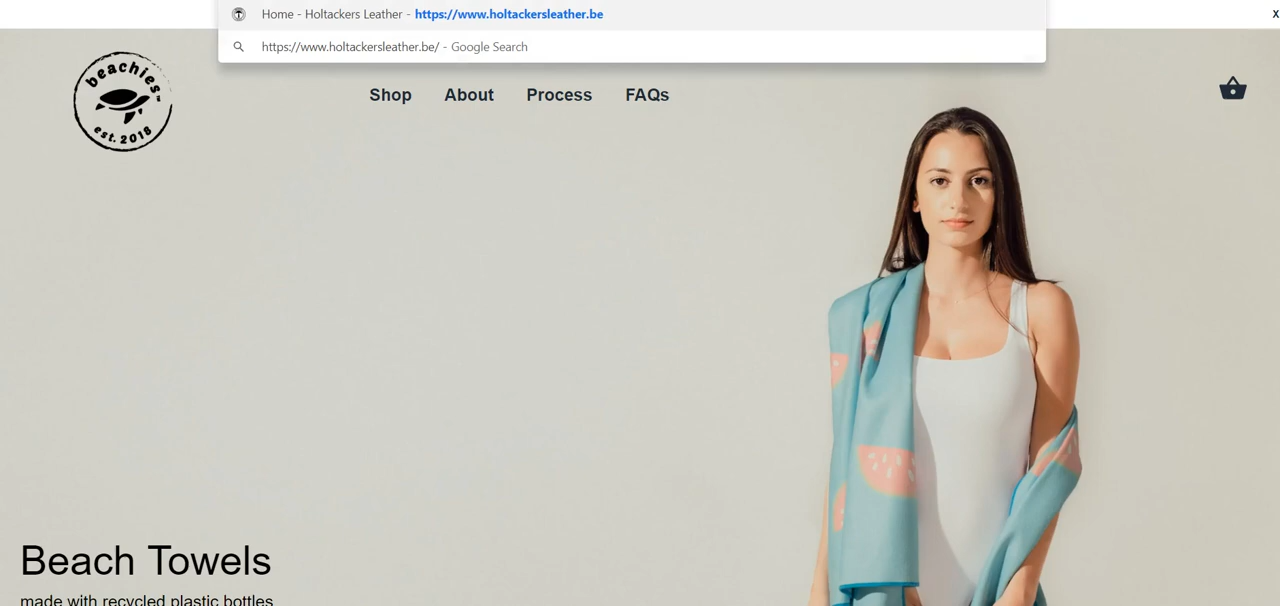 Home - Holtackers Leather - https://www.holtackersleather.be
https://www.holtackersleather.be/ - Google Search
X
beachies™
est. 2018
Shop About Process FAQs
Beach Towels
made with recycled plastic bottles